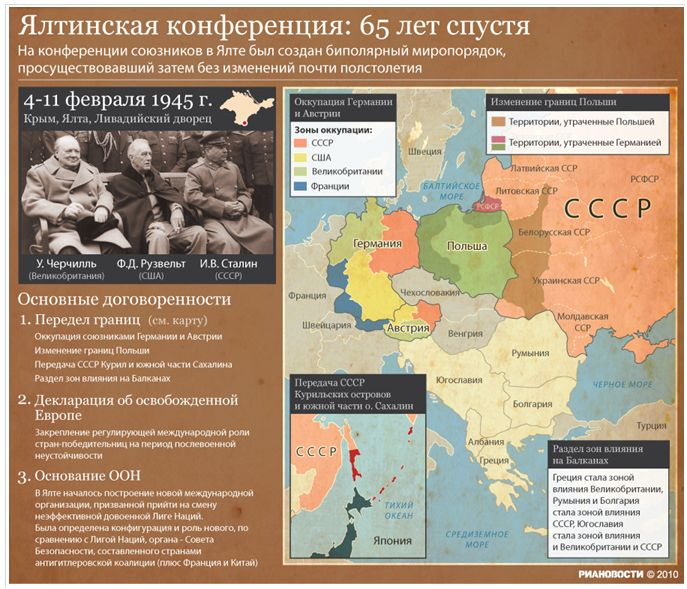 Ялтинская конференция: 65 лет спустя
На конференции союзников в Ялте был создан биполярный миропорядок,
просуществовавший затем без изменений почти полстолетия
4-11 февраля 1945 г.
Крым, Ялта, Ливадийский дворец
У. Черчилль
(Великобритания)
Ф.Д. Рузвельт
(США)
И.В. Сталин
(СССР)
Основные договоренности
1. Передел границ (см. карту)
Оккупация союзниками Германии и Австрии
Изменение границ Польши
Передача СССР Курил и южной части Сахалина
Раздел зон влияния на Балканах
2. Декларация об освобожденной
Европе
Закрепление регулирующей международной роли
стран-победительниц на период послевоенной
неустойчивости
3. Основание ООН
В Ялте началось построение новой международной
организации, призванной прийти на смену
неэффективной довоенной Лиге Наций.
Была определена конфигурация и роль нового, по
сравнению с Лигой Наций, органа - Совета
Безопасности, составленного странами
антигитлеровской коалиции (плюс Франция и Китай)
Оккупация Германии
и Австрии
Зоны оккупации:
СССР
США
Великобритании
Франции
Изменение границ Польши
Территории, утраченные Польшей
Территории, утраченные Германией
Швеция
БАЛТИЙСКОЕ
МОРЕ
Латвийская ССР
РСФСР
Литовская ССР
РСФСР
СССР
Белорусская ССР
Германия
Польша
Украинская ССР
Франция
Чехословакия
Молдавская
ССР
Швейцария
Австрия
Венгрия
Румыния
Югославия
ЧЕРНОЕ МОРЕ
Болгария
Албания
Греция
Турция
СРЕДИЗЕМНОЕ
МОРЕ
Передача СССР
Курильских островов
и южной части о. Сахалин
СССР
ТИХИЙ
ОКЕАН
Япония
Раздел зон влияния
на Балканах
Греция стала зоной
влияния Великобритании,
Румыния и Болгария
стала зоной влияния
СССР, Югославия
стала зоной влияния
и Великобритании и СССР
РИАНОВОСТИ © 2010